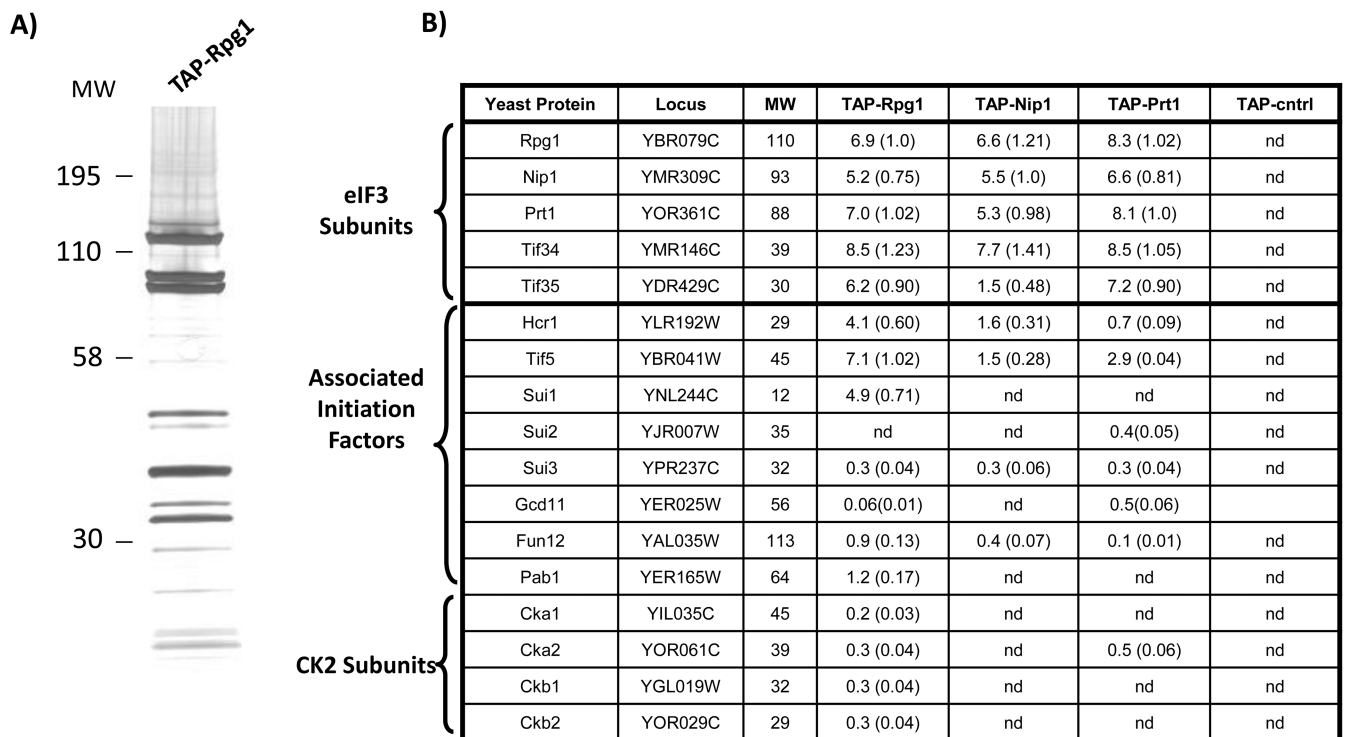 A)
TAP-Rpg1
MW
195
110
58
30
B)
Yeast Protein Locus MW TAP-Rpg1 TAP-Nip1 TAP-Prt1 TAP-cntrl
eIF3
Subunits
Rpg1 YBR079C 110 6.9 (1.0) 6.6 (1.21) 8.3 (1.02) nd
Nip1 YMR309C 93 5.2 (0.75) 5.5 (1.0) 6.6 (0.81) nd
Prt1 YOR361C 88 7.0 (1.02) 5.3 (0.98) 8.1 (1.0) nd
Tif34 YMR146C 39 8.5 (1.23) 7.7 (1.41) 8.5 (1.05) nd
Tif35 YDR429C 30 6.2 (0.90) 1.5 (0.48) 7.2 (0.90) nd
Associated
Initiation
Factors
Hcr1 YLR192W 29 4.1 (0.60) 1.6 (0.31) 0.7 (0.09) nd
Tif5 YBR041W 45 7.1 (1.02) 1.5 (0.28) 2.9 (0.04) nd
Sui1 YNL244C 12 4.9 (0.71) nd nd nd
Sui2 YJR007W 35 nd nd 0.4(0.05) nd
Sui3 YPR237C 32 0.3 (0.04) 0.3 (0.06) 0.3 (0.04) nd
Gcd11 YER025W 56 0.06(0.01) nd 0.5(0.06)
Fun12 YAL035W 113 0.9 (0.13) 0.4 (0.07) 0.1 (0.01) nd
Pab1 YER165W 64 1.2 (0.17) nd nd nd
CK2 Subunits
Cka1 YIL035C 45 0.2 (0.03) nd nd nd
Cka2 YOR061C 39 0.3 (0.04) nd 0.5 (0.06) nd
Ckb1 YGL019W 32 0.3 (0.04) nd nd nd
Ckb2 YOR029C 29 0.3 (0.04) nd nd nd